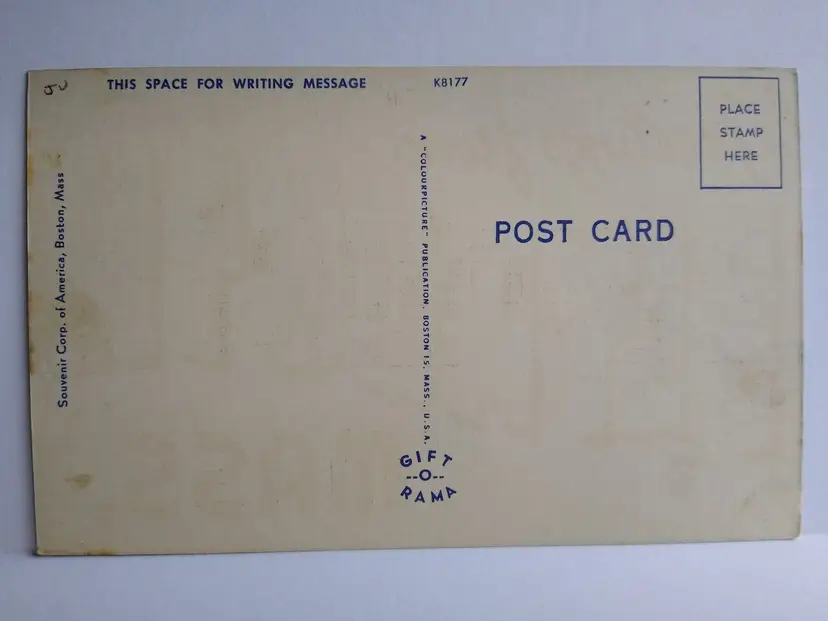 JU
THIS SPACE FOR WRITING MESSAGE
K8177
PLACE
STAMP
HERE
POST CARD
Souvenir Corp. of America, Boston, Mass
A "COLOURPICTURE" PUBLICATION, BOSTON 15, MASS., U.S.A.
GIFT
--O--
RAMA